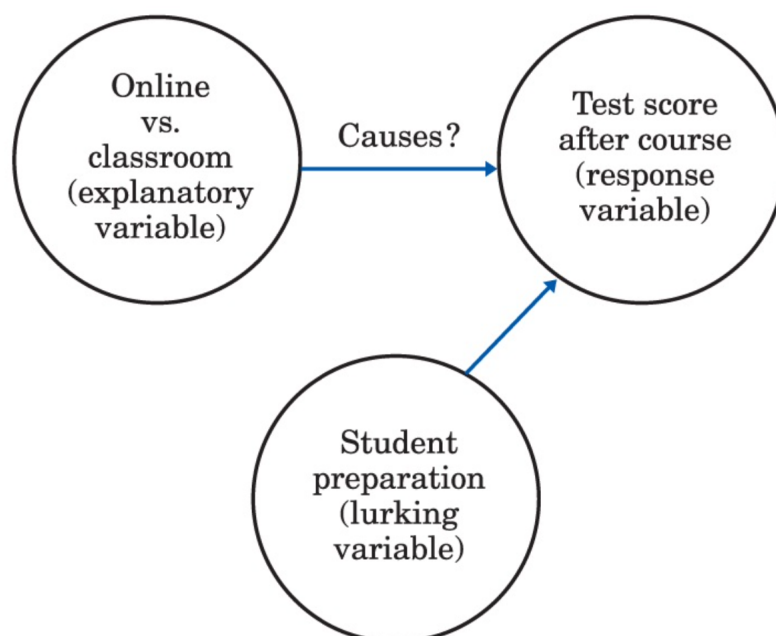 Online
vs.
classroom
(explanatory
variable)
Causes?
Test score
after course
(response
variable)
Student
preparation
(lurking
variable)